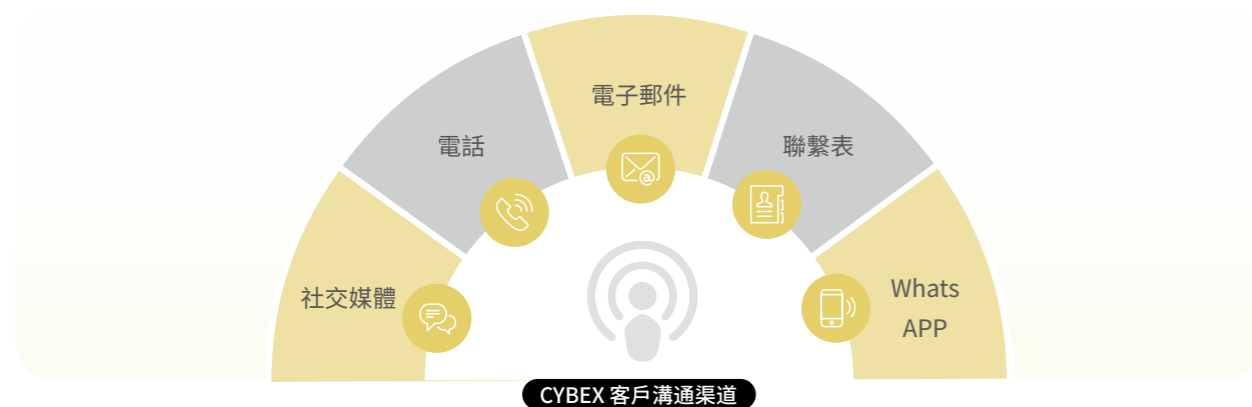 社交媒體
電話
電子郵件
聯繫表
Whats
APP
CYBEX 客戶溝通渠道